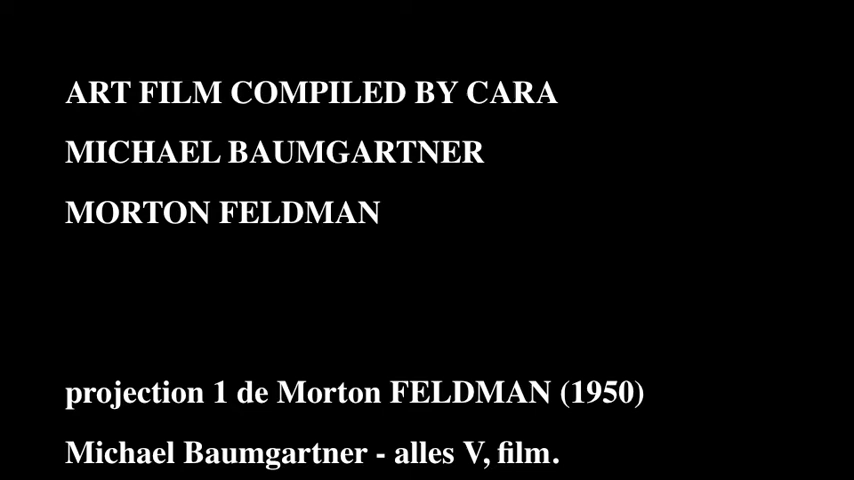 ART FILM COMPILED BY CARA
MICHAEL BAUMGARTNER
MORTON FELDMAN
projection 1 de Morton FELDMAN (1950)
Michael Baumgartner - alles V, film.